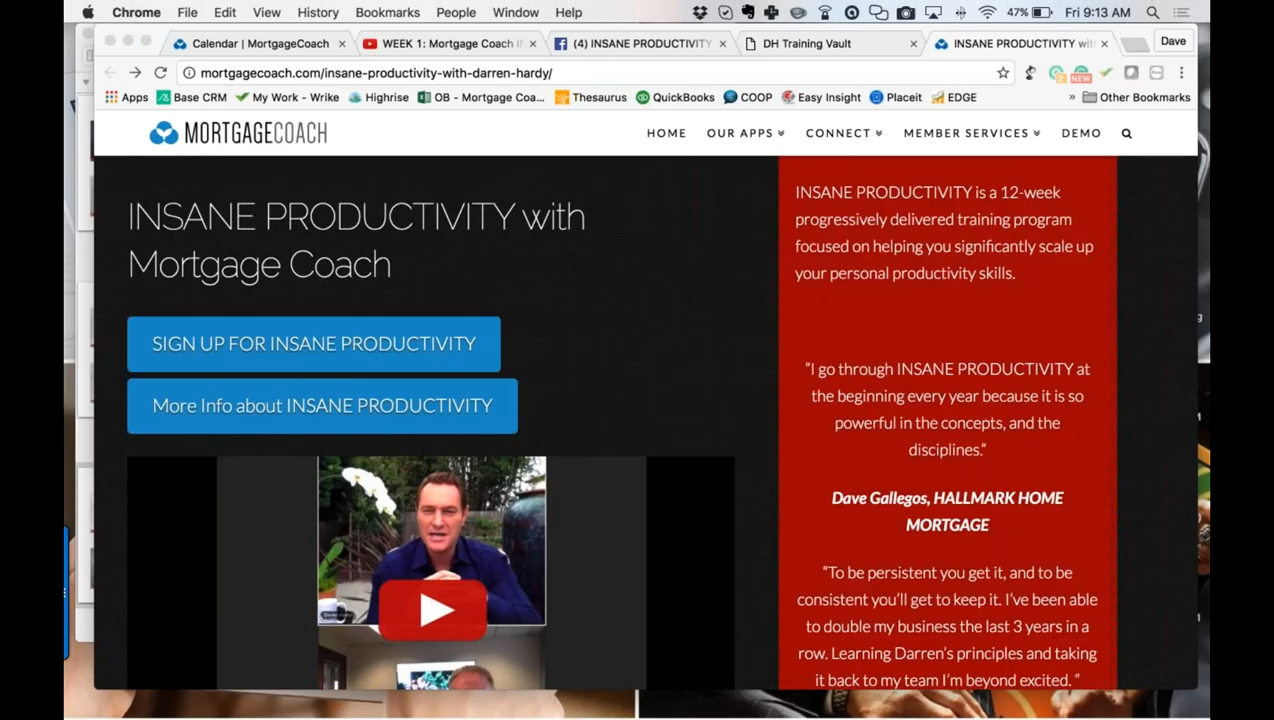 Chrome File Edit View History Bookmarks People Window Help 47% Fri 9:13 AM
Calendar | MortgageCoach WEEK 1: Mortgage Coach (4) INSANE PRODUCTIVITY DH Training Vault INSANE PRODUCTIVITY Dave
mortgagecoach.com/insane-productivity-with-darren-hardy/
Apps Base CRM My Work - Wrike Highrise OB - Mortgage Coa... Thesaurus QuickBooks COOP Easy Insight Placeit EDGE » Other Bookmarks
NEW
MORTGAGECOACH HOME OUR APPS CONNECT MEMBER SERVICES DEMO
INSANE PRODUCTIVITY with
Mortgage Coach
SIGN UP FOR INSANE PRODUCTIVITY
More Info about INSANE PRODUCTIVITY
INSANE PRODUCTIVITY is a 12-week
progressively delivered training program
focused on helping you significantly scale up
your personal productivity skills.
“I go through INSANE PRODUCTIVITY at
the beginning every year because it is so
powerful in the concepts, and the
disciplines.”
Dave Gallegos, HALLMARK HOME
MORTGAGE
“To be persistent you get it, and to be
consistent you’ll get to keep it. I’ve been able
to double my business the last 3 years in a
row. Learning Darren’s principles and taking
it back to my team I’m beyond excited. “